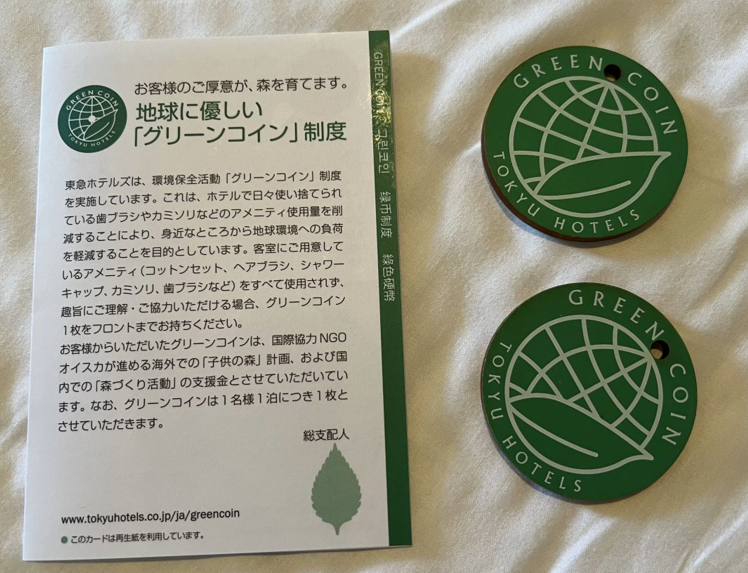 お客様のご厚意が、森を育てます。
地球に優しい
「グリーンコイン」制度
GREEN COIN
TOKYU HOTELS
東急ホテルズは、環境保全活動「グリーンコイン」制度
を実施しています。これは、ホテルで日々使い捨てられ
ている歯ブラシやカミソリなどのアメニティ使用量を削
減することにより、身近なところから地球環境への負荷
を軽減することを目的としています。客室にご用意して
いるアメニティ(コットンセット、ヘアブラシ、シャワー
キャップ、カミソリ、歯ブラシなど)をすべて使用されず、
趣旨にご理解・ご協力いただける場合、グリーンコイン
1枚をフロントまでお持ちください。
お客様からいただいたグリーンコインは、国際協力NGO
オイスカが進める海外での「子供の森」計画、および国
内での「森づくり活動」の支援金とさせていただいてい
ます。なお、グリーンコインは1名様1泊につき1枚と
させていただきます。
総支配人
www.tokyuhotels.co.jp/ja/greencoin
●このカードは再生紙を利用しています。
GREEN COIN 그린코인 绿币制度 綠色硬幣
GREEN COIN
TOKYU HOTELS
GREEN COIN
TOKYU HOTELS